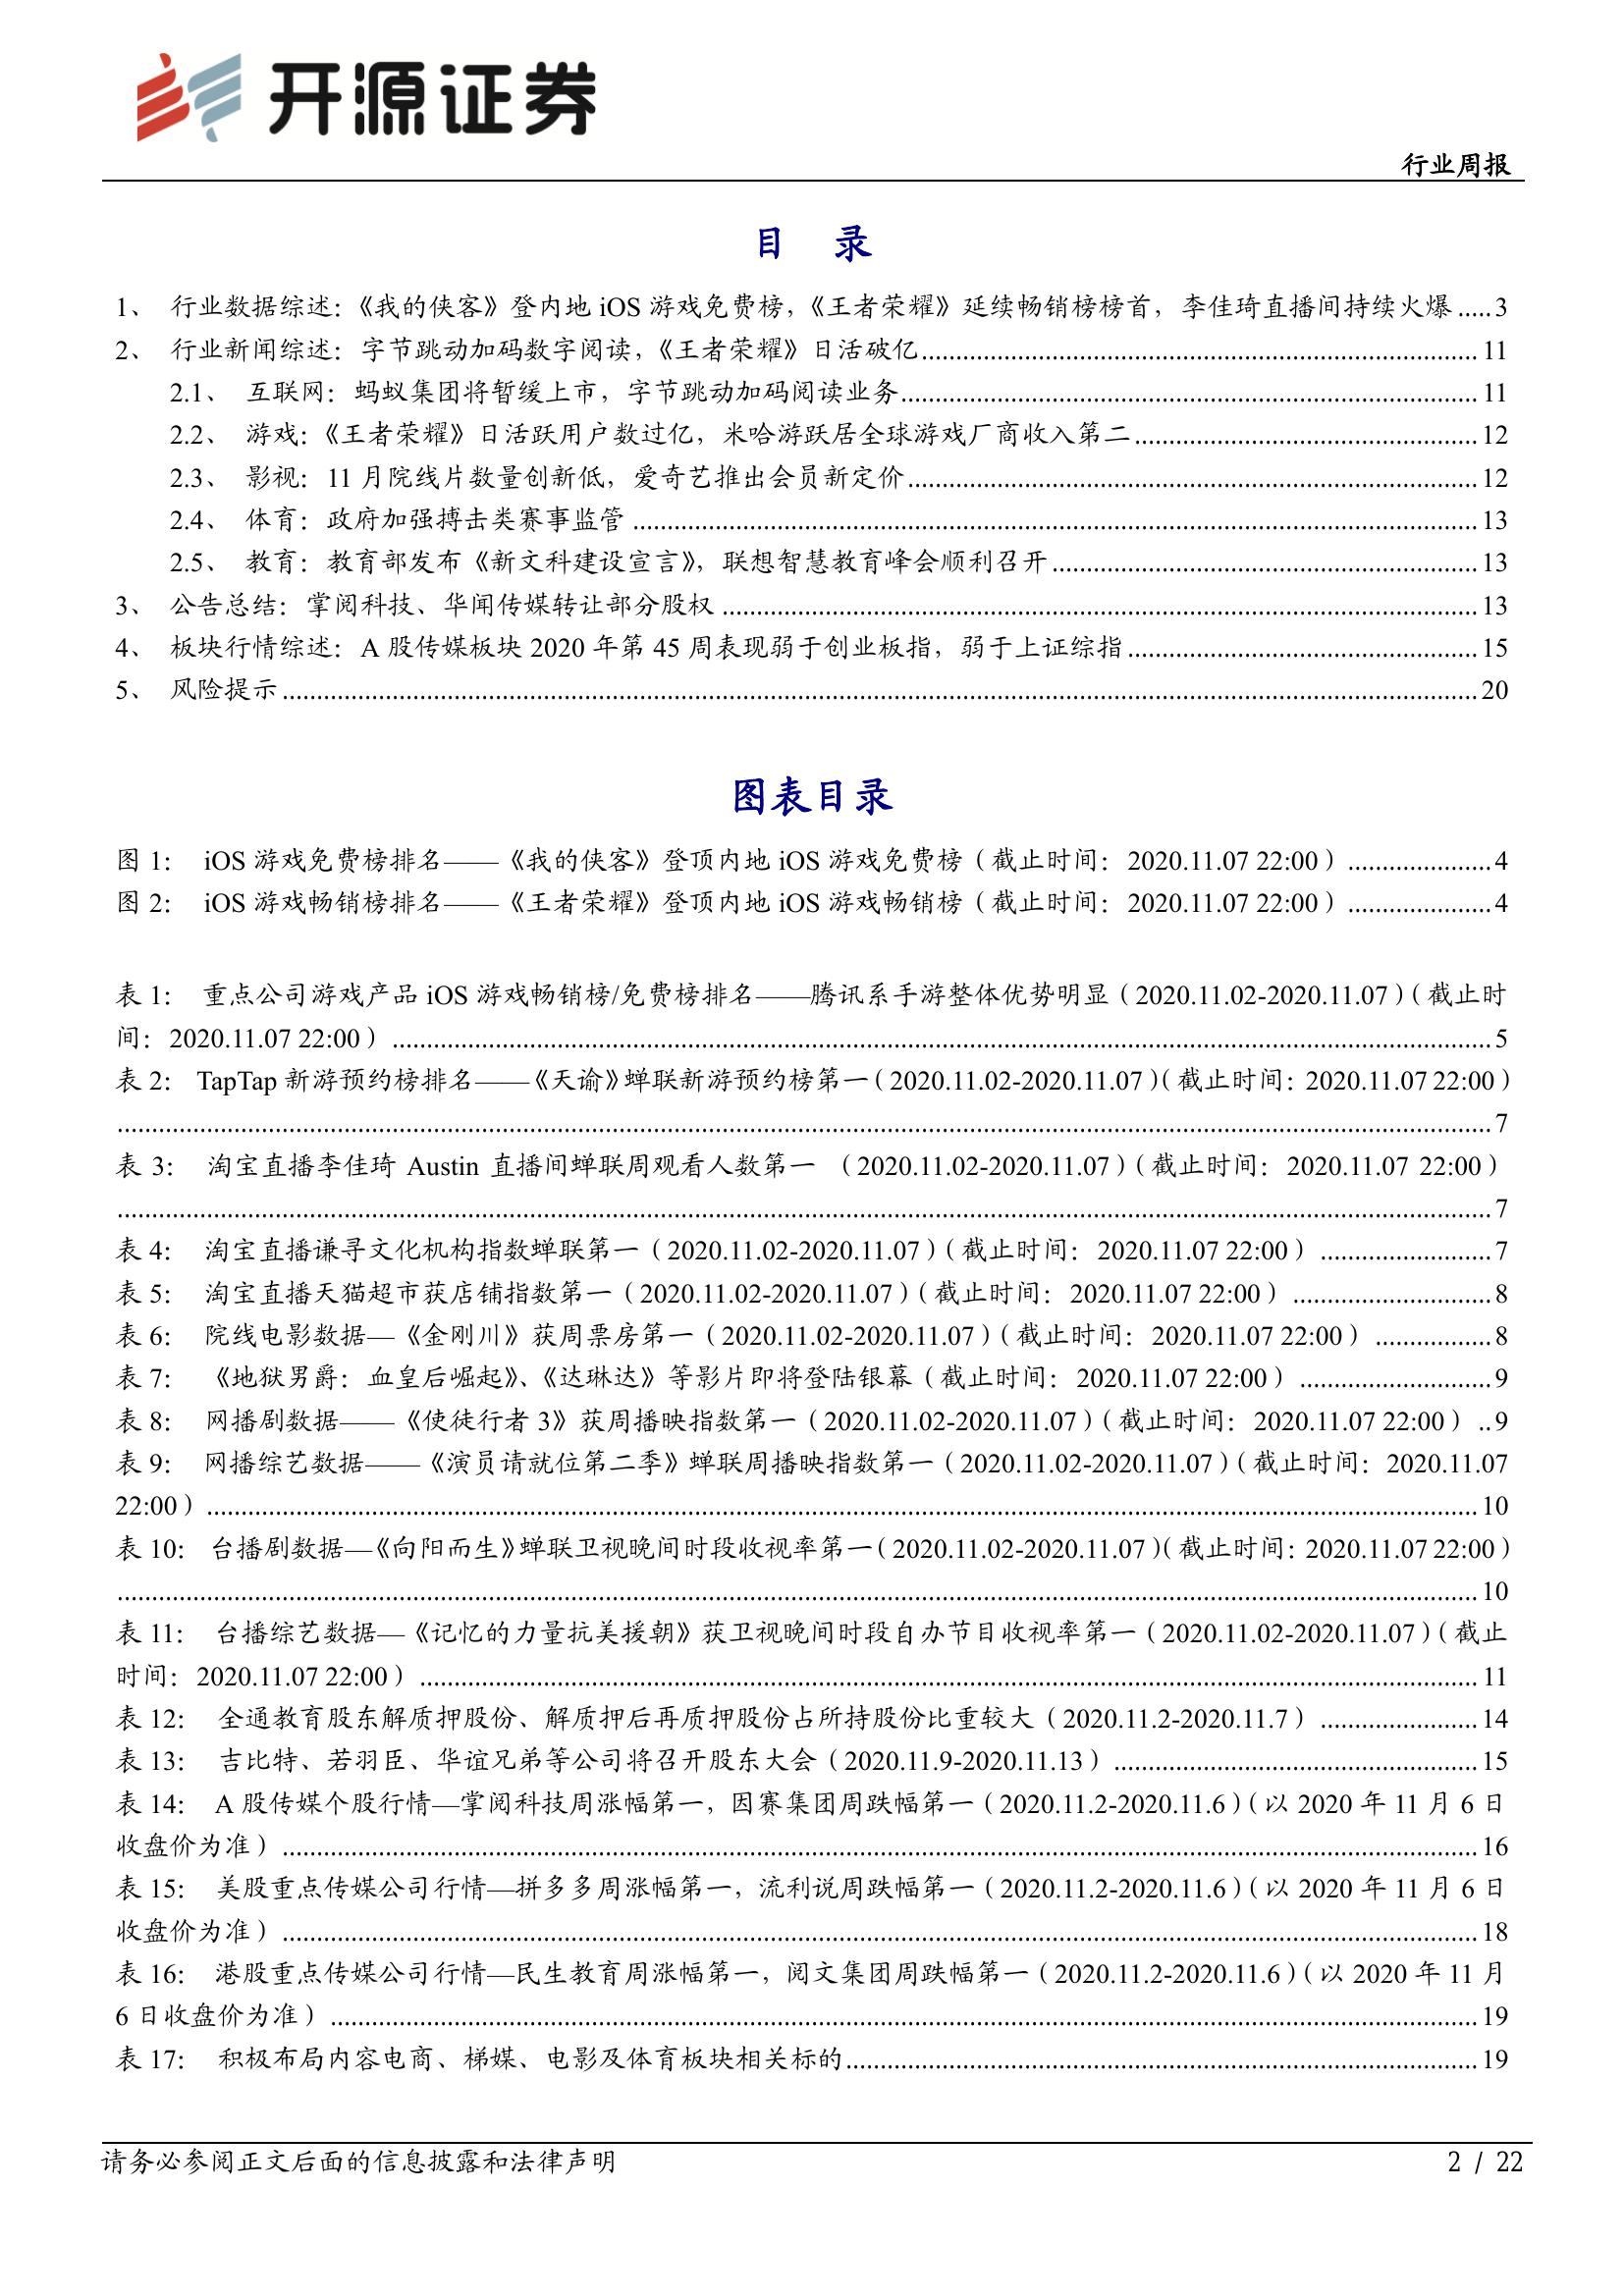 开源证券
行业周报
目 录
1、 行业数据综述：《我的侠客》登内地 iOS 游戏免费榜，《王者荣耀》延续畅销榜榜首，李佳琦直播间持续火爆.....3
2、 行业新闻综述：字节跳动加码数字阅读，《王者荣耀》日活破亿..........11
2.1、 互联网：蚂蚁集团将暂缓上市，字节跳动加码阅读业务..........11
2.2、 游戏：《王者荣耀》日活跃用户数过亿，米哈游跃居全球游戏厂商收入第二..........12
2.3、 影视：11 月院线片数量创新低，爱奇艺推出会员新定价..........12
2.4、 体育：政府加强搏击类赛事监管..........13
2.5、 教育：教育部发布《新文科建设宣言》，联想智慧教育峰会顺利召开..........13
3、 公告总结：掌阅科技、华闻传媒转让部分股权..........13
4、 板块行情综述：A 股传媒板块 2020 年第 45 周表现弱于创业板指，弱于上证综指..........15
5、 风险提示..........20
图表目录
图 1： iOS 游戏免费榜排名——《我的侠客》登顶内地 iOS 游戏免费榜（截止时间：2020.11.07 22:00）..........4
图 2： iOS 游戏畅销榜排名——《王者荣耀》登顶内地 iOS 游戏畅销榜（截止时间：2020.11.07 22:00）..........4
表 1： 重点公司游戏产品 iOS 游戏畅销榜/免费榜排名——腾讯系手游整体优势明显（2020.11.02-2020.11.07）（截止时
间：2020.11.07 22:00）..........5
表 2： TapTap 新游预约榜排名——《天谕》蝉联新游预约榜第一（2020.11.02-2020.11.07）（截止时间：2020.11.07 22:00）
..........7
表 3： 淘宝直播李佳琦 Austin 直播间蝉联周观看人数第一 （2020.11.02-2020.11.07）（截止时间：2020.11.07 22:00）
..........7
表 4： 淘宝直播谦寻文化机构指数蝉联第一（2020.11.02-2020.11.07）（截止时间：2020.11.07 22:00）..........7
表 5： 淘宝直播天猫超市获店铺指数第一（2020.11.02-2020.11.07）（截止时间：2020.11.07 22:00）..........8
表 6： 院线电影数据—《金刚川》获周票房第一（2020.11.02-2020.11.07）（截止时间：2020.11.07 22:00）..........8
表 7： 《地狱男爵：血皇后崛起》、《达琳达》等影片即将登陆银幕（截止时间：2020.11.07 22:00）..........9
表 8： 网播剧数据——《使徒行者 3》获周播映指数第一（2020.11.02-2020.11.07）（截止时间：2020.11.07 22:00）..9
表 9： 网播综艺数据——《演员请就位第二季》蝉联周播映指数第一（2020.11.02-2020.11.07）（截止时间：2020.11.07
22:00）..........10
表 10： 台播剧数据—《向阳而生》蝉联卫视晚间时段收视率第一（2020.11.02-2020.11.07）（截止时间：2020.11.07 22:00）
..........10
表 11： 台播综艺数据—《记忆的力量抗美援朝》获卫视晚间时段自办节目收视率第一（2020.11.02-2020.11.07）（截止
时间：2020.11.07 22:00）..........11
表 12： 全通教育股东解质押股份、解质押后再质押股份占所持股份比重较大（2020.11.2-2020.11.7）..........14
表 13： 吉比特、若羽臣、华谊兄弟等公司将召开股东大会（2020.11.9-2020.11.13）..........15
表 14： A 股传媒个股行情—掌阅科技周涨幅第一，因赛集团周跌幅第一（2020.11.2-2020.11.6）（以 2020 年 11 月 6 日
收盘价为准）..........16
表 15： 美股重点传媒公司行情—拼多多周涨幅第一，流利说周跌幅第一（2020.11.2-2020.11.6）（以 2020 年 11 月 6 日
收盘价为准）..........18
表 16： 港股重点传媒公司行情—民生教育周涨幅第一，阅文集团周跌幅第一（2020.11.2-2020.11.6）（以 2020 年 11 月
6 日收盘价为准）..........19
表 17： 积极布局内容电商、梯媒、电影及体育板块相关标的..........19
请务必参阅正文后面的信息披露和法律声明
2 / 22